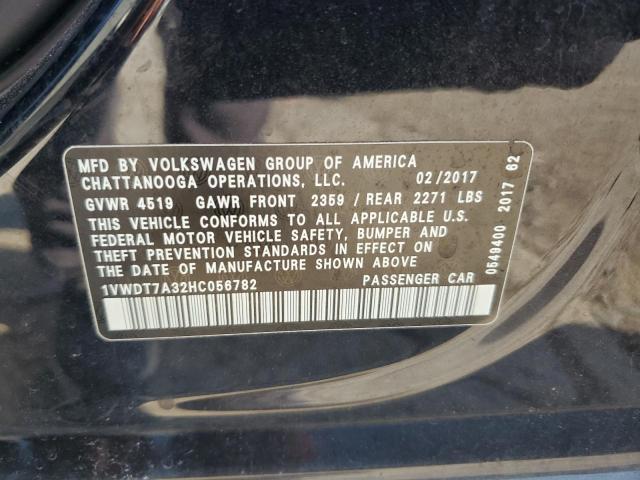 MFD BY VOLKSWAGEN GROUP OF AMERICA
CHATTANOOGA OPERATIONS, LLC. 02/2017
GVWR 4519 GAWR FRONT 2359 / REAR 2271 LBS
THIS VEHICLE CONFORMS TO ALL APPLICABLE U.S.
FEDERAL MOTOR VEHICLE SAFETY, BUMPER AND
THEFT PREVENTION STANDARDS IN EFFECT ON
THE DATE OF MANUFACTURE SHOWN ABOVE
1VWDT7A32HC056782 PASSENGER CAR
0549400 2017 62